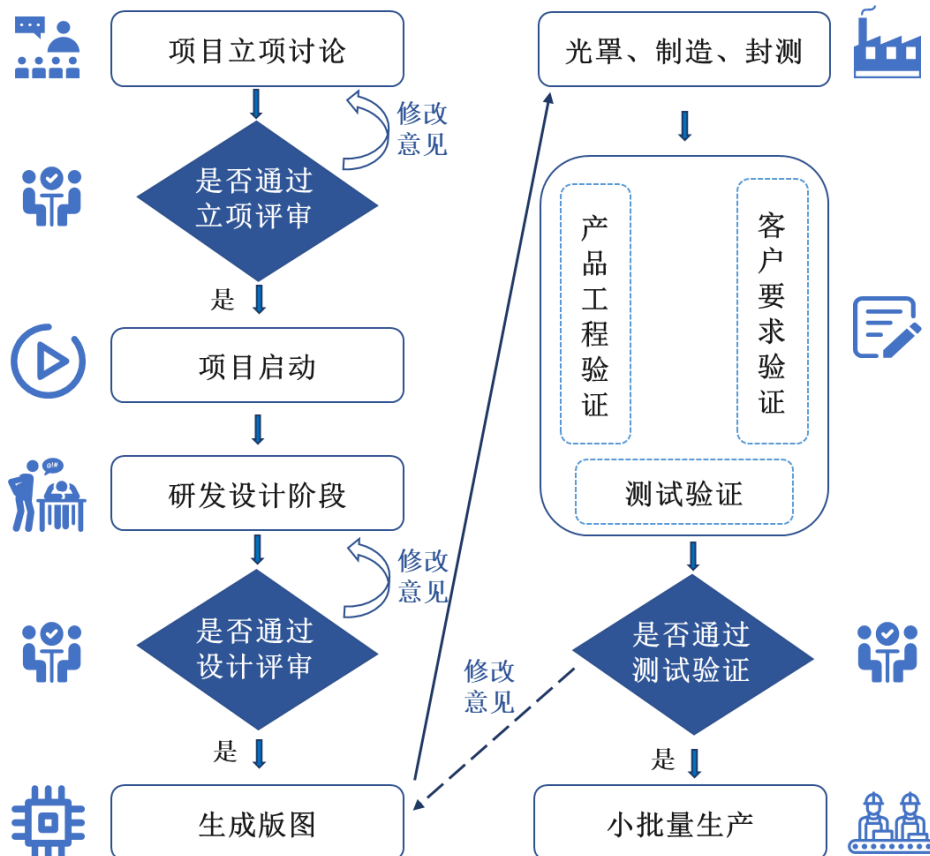 项目立项讨论
修改
意见
是否通过
立项评审
是
项目启动
研发设计阶段
修改
意见
是否通过
设计评审
是
生成版图
光罩、制造、封测
产品工程验证
客户要求验证
测试验证
是否通过
测试验证
修改
意见
是
小批量生产